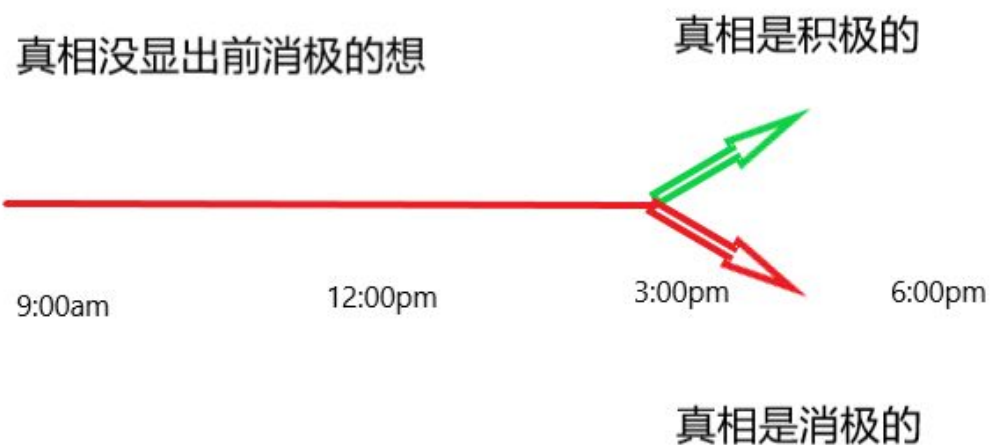 真相没显出前消极的想
真相是积极的
9:00am
12:00pm
3:00pm
6:00pm
真相是消极的